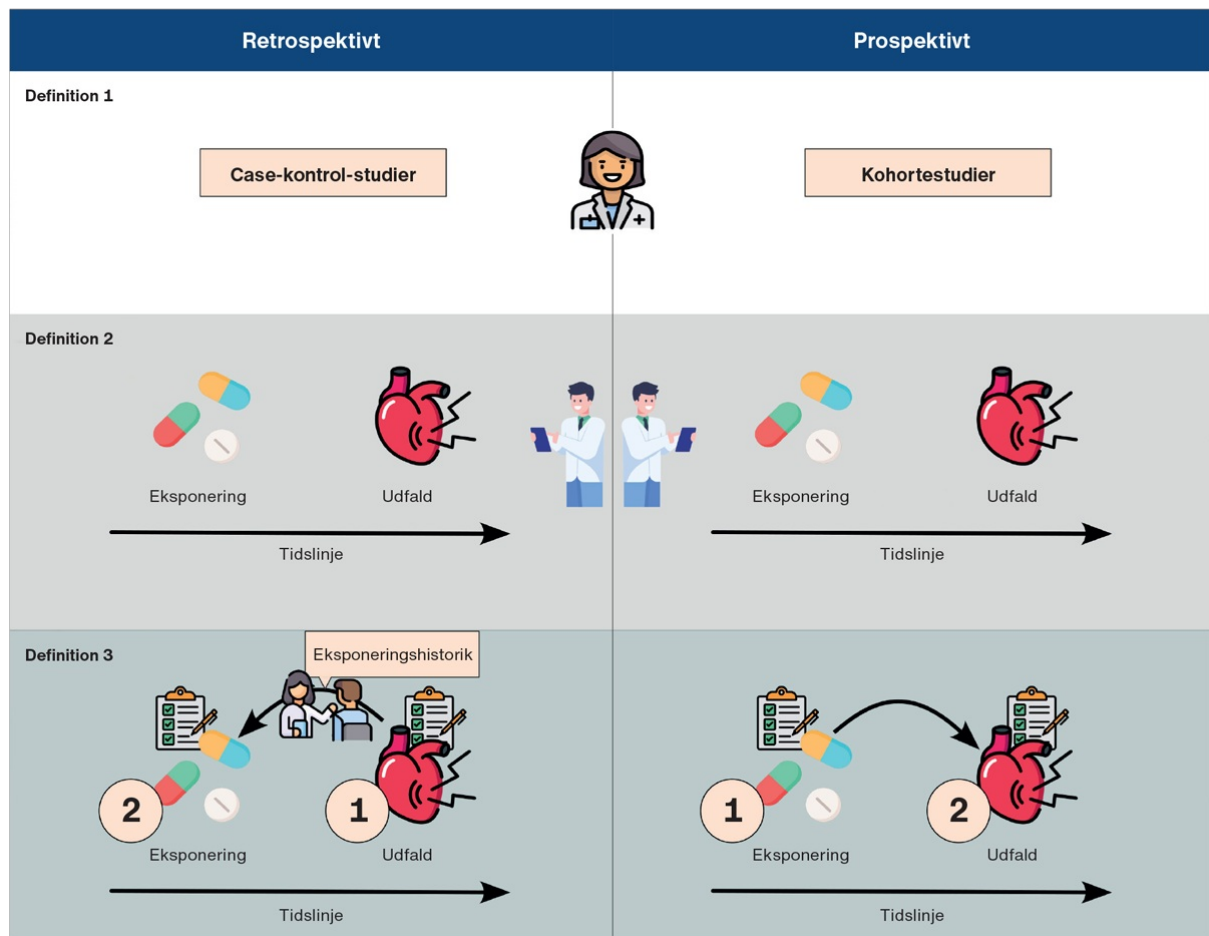 Retrospektivt
Prospektivt
Definition 1
Case-kontrol-studier
Kohortestudier
Definition 2
Eksponering
Udfald
Tidslinje
Eksponering
Udfald
Tidslinje
Definition 3
Eksponeringshistorik
2
1
Eksponering
Udfald
Tidslinje
1
2
Eksponering
Udfald
Tidslinje